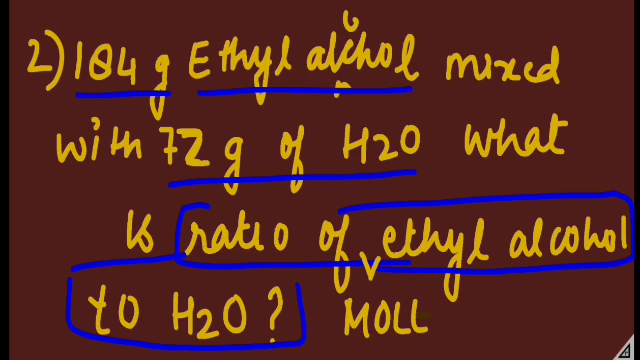 2) 184 g Ethyl alchol mixed
with 72 g of H2O what
is ratio of ethyl alcohol
to H2O? MOLL